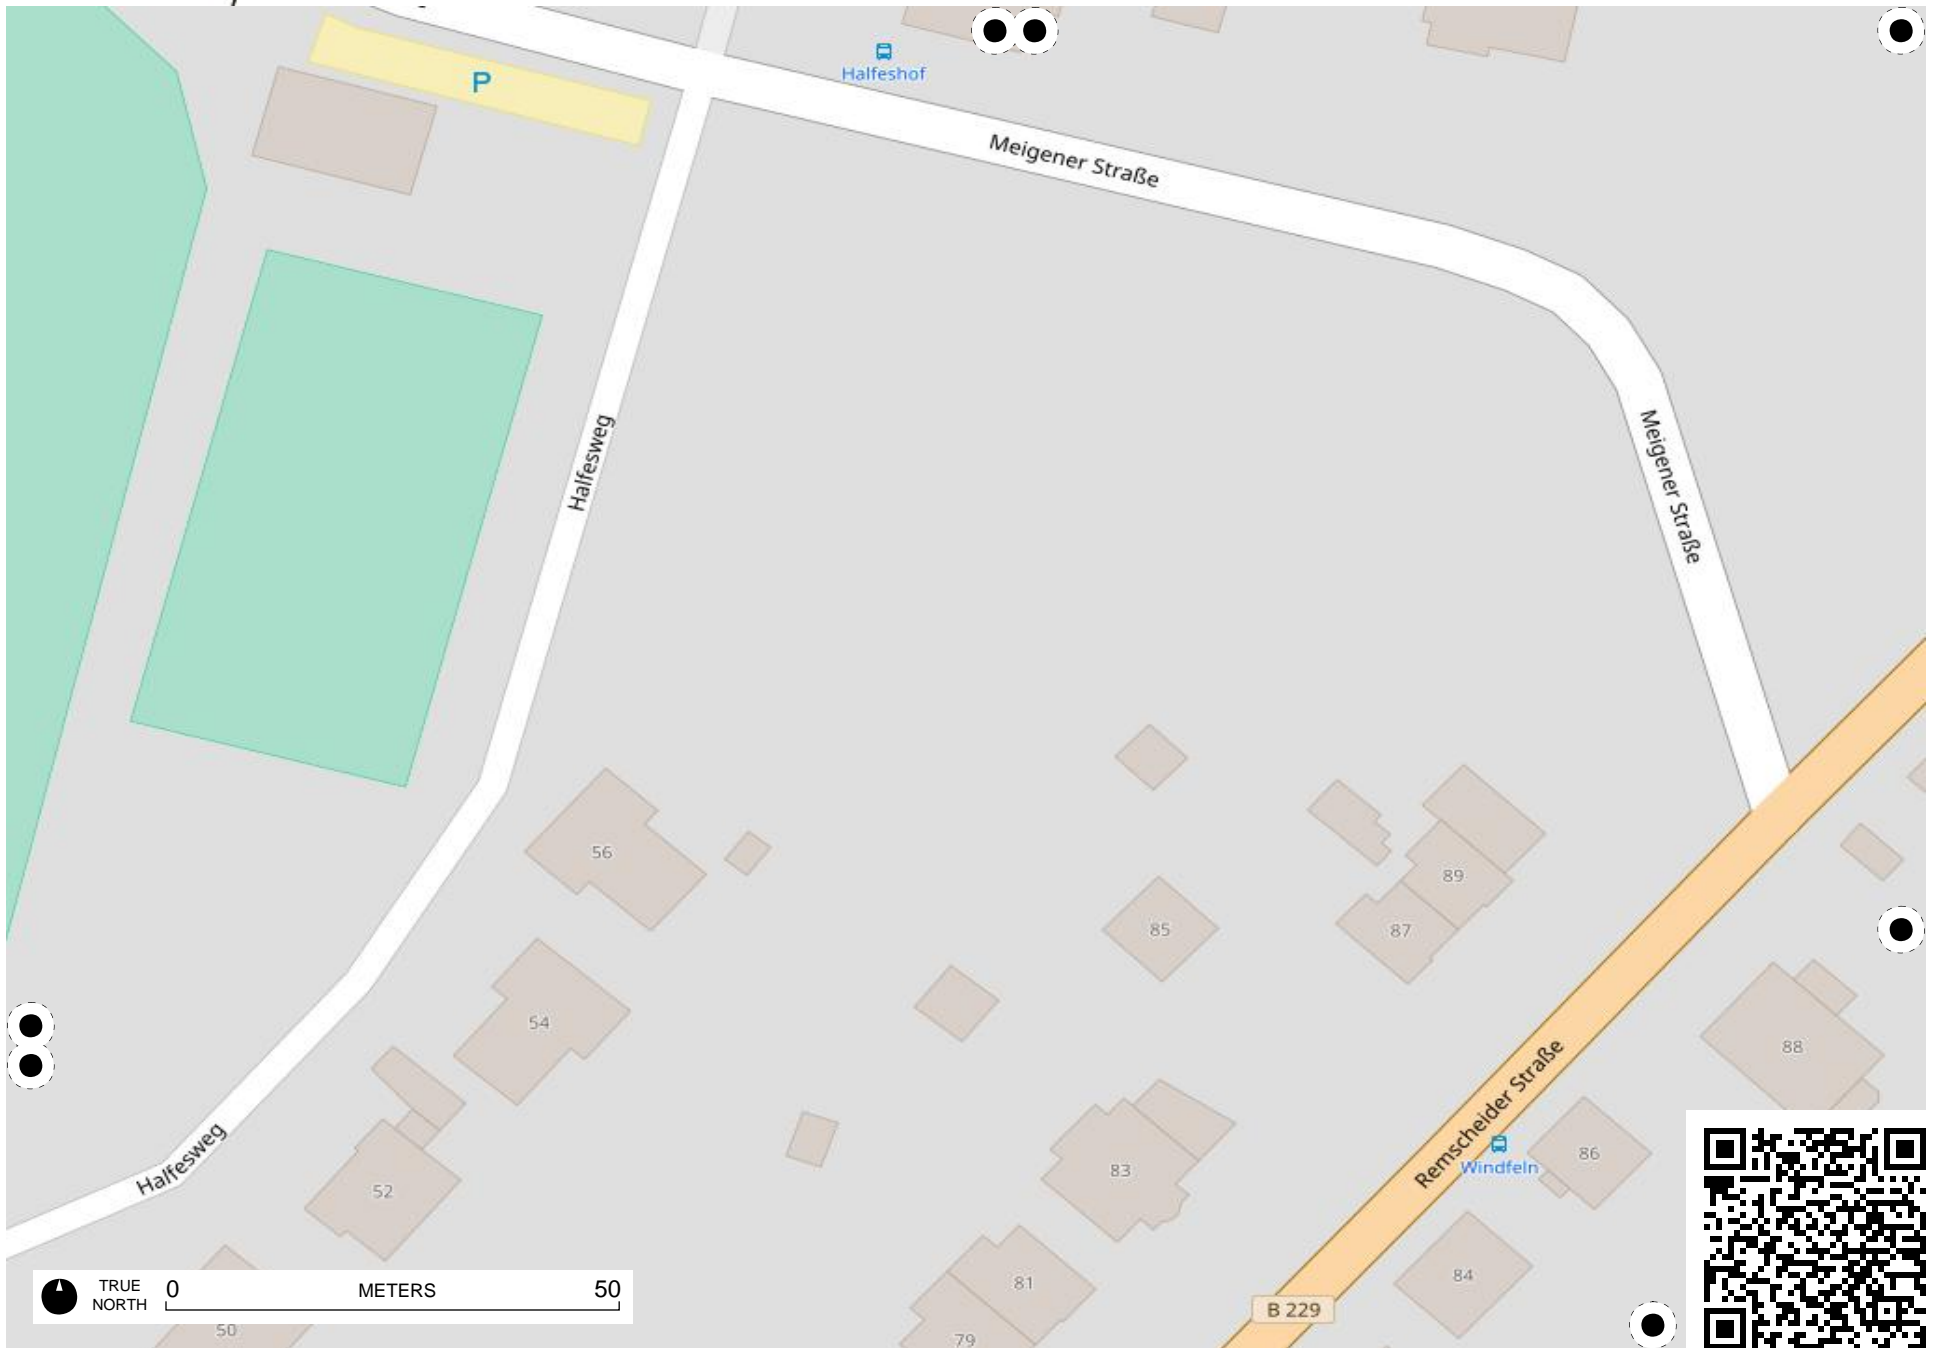 P
Halfeshof
Meigener Straße
Halfesweg
Meigener Straße
56
89
85
87
54
88
Remscheider Straße
Halfesweg
83
86
Windfeln
52
84
81
TRUE NORTH
0
METERS
50
B 229
50
79